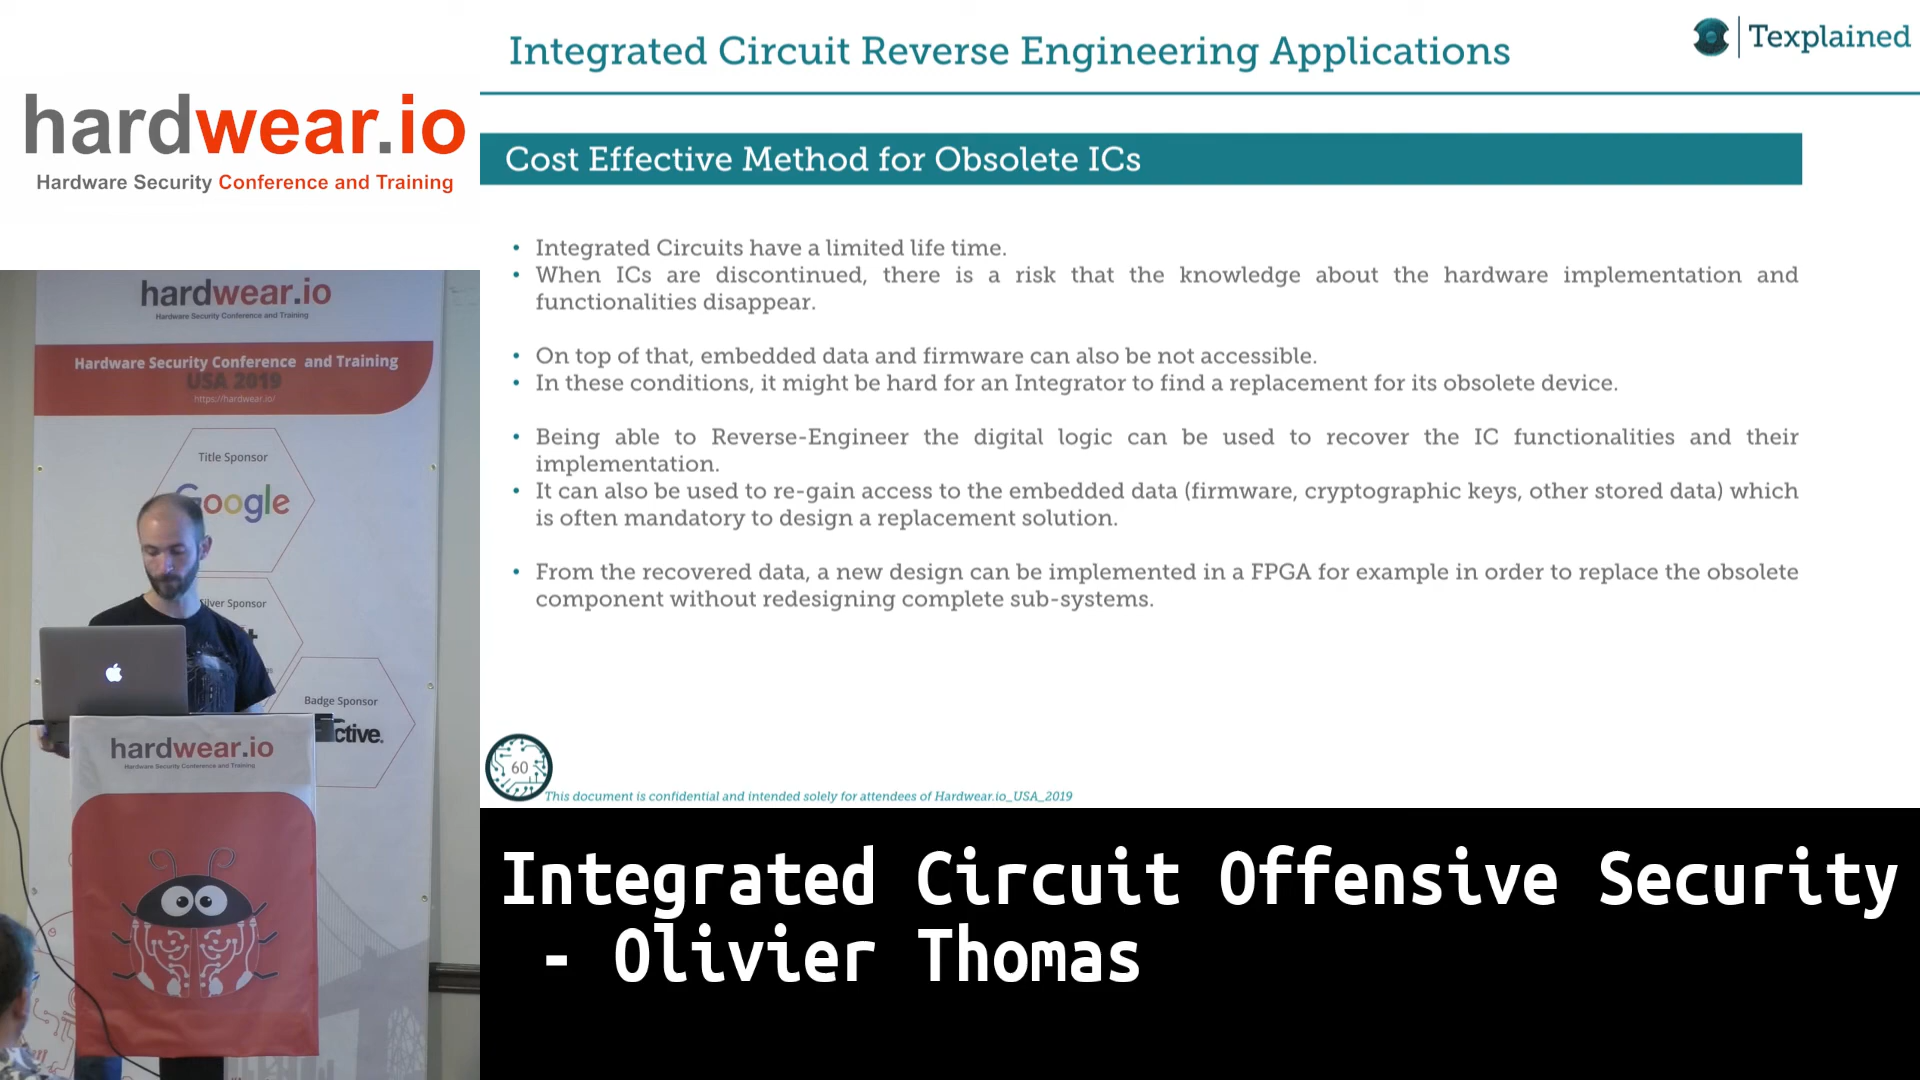 Integrated Circuit Reverse Engineering Applications
Texplained
hardwear.io
Hardware Security Conference and Training
Cost Effective Method for Obsolete ICs
• Integrated Circuits have a limited life time.
• When ICs are discontinued, there is a risk that the knowledge about the hardware implementation and
functionalities disappear.
• On top of that, embedded data and firmware can also be not accessible.
• In these conditions, it might be hard for an Integrator to find a replacement for its obsolete device.
• Being able to Reverse-Engineer the digital logic can be used to recover the IC functionalities and their
implementation.
• It can also be used to re-gain access to the embedded data (firmware, cryptographic keys, other stored data) which
is often mandatory to design a replacement solution.
• From the recovered data, a new design can be implemented in a FPGA for example in order to replace the obsolete
component without redesigning complete sub-systems.
60
This document is confidential and intended solely for attendees of Hardwear.io_USA_2019
hardwear.io
Hardware Security Conference and Training
Hardware Security Conference and Training
USA 2019
https://hardwear.io/
Title Sponsor
Google
Silver Sponsor
Badge Sponsor
ctive.
hardwear.io
Hardware Security Conference and Training
Integrated Circuit Offensive Security
- Olivier Thomas